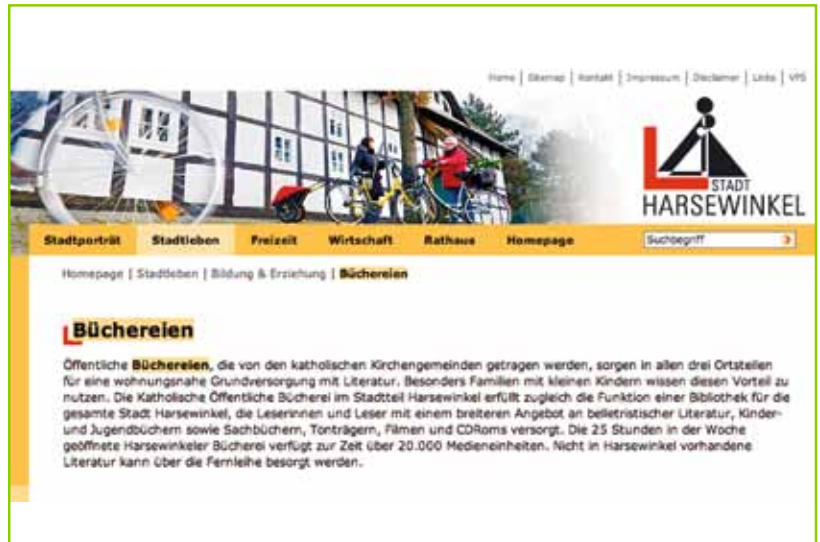 Home | Sitemap | Kontakt | Impressum | Disclaimer | Links | VPS
STADT
HARSEWINKEL
Stadtporträt Stadtleben Freizeit Wirtschaft Rathaus Homepage Suchbegriff
Homepage | Stadtleben | Bildung & Erziehung | Büchereien
Büchereien
Öffentliche Büchereien, die von den katholischen Kirchengemeinden getragen werden, sorgen in allen drei Ortsteilen
für eine wohnungsnahe Grundversorgung mit Literatur. Besonders Familien mit kleinen Kindern wissen diesen Vorteil zu
nutzen. Die Katholische Öffentliche Bücherei im Stadtteil Harsewinkel erfüllt zugleich die Funktion einer Bibliothek für die
gesamte Stadt Harsewinkel, die Leserinnen und Leser mit einem breiteren Angebot an belletristischer Literatur, Kinder-
und Jugendbüchern sowie Sachbüchern, Tonträgern, Filmen und CDRoms versorgt. Die 25 Stunden in der Woche
geöffnete Harsewinkeler Bücherei verfügt zur Zeit über 20.000 Medieneinheiten. Nicht in Harsewinkel vorhandene
Literatur kann über die Fernleihe besorgt werden.